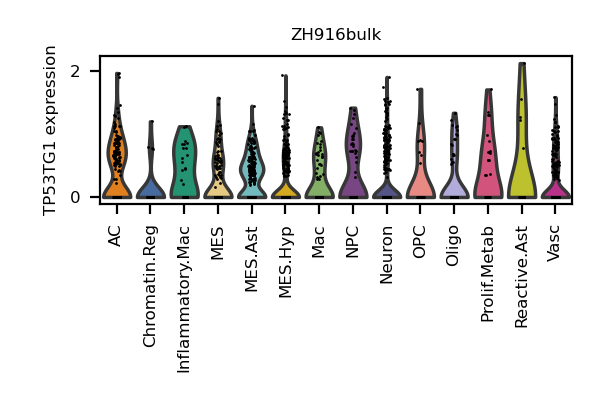 ZH916bulk
TP53TG1 expression
2
0
AC
Chromatin.Reg
Inflammatory.Mac
MES
MES.Ast
MES.Hyp
Mac
NPC
Neuron
OPC
Oligo
Prolif.Metab
Reactive.Ast
Vasc